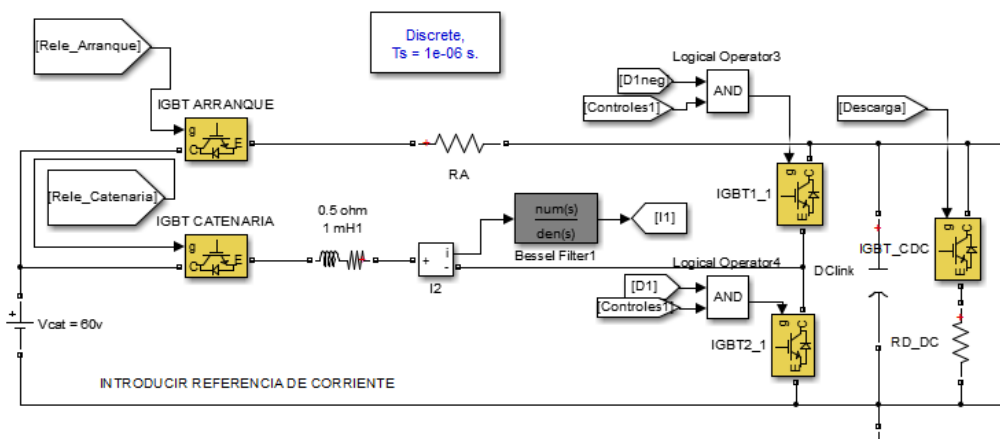 [Rele_Arranque]
Discrete,
Ts = 1e-06 s.
Logical Operator3
[D1neg]
[Controles1]
AND
[Descarga]
IGBT ARRANQUE
g
C
E
RA
[Rele_Catenaria]
IGBT CATENARIA
g
C
E
0.5 ohm
1 mH1
+
i
-
I2
num(s)
den(s)
Bessel Filter1
[I1]
g
C
E
IGBT1_1
Logical Operator4
[D1]
[Controles1]
AND
g
C
E
IGBT2_1
DClink
IGBT_CDC
g
C
E
RD_DC
+
Vcat = 60v
INTRODUCIR REFERENCIA DE CORRIENTE